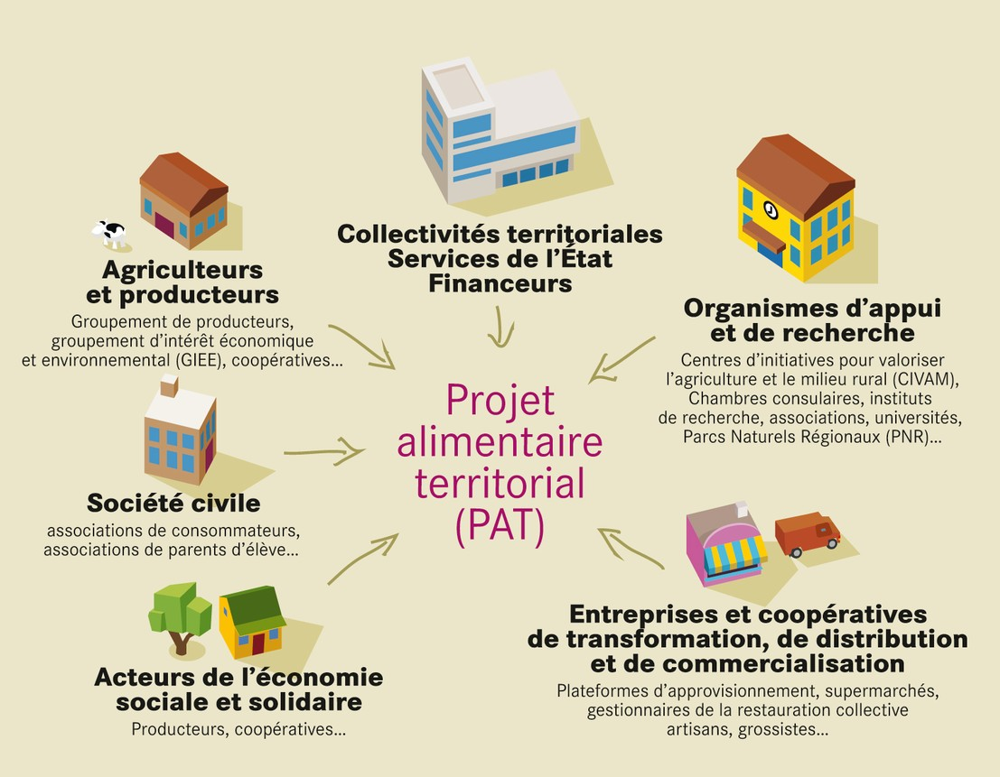 Collectivités territoriales
Services de l'État
Financeurs
Agriculteurs
et producteurs
Groupement de producteurs,
groupement d'intérêt économique
et environnemental (GIEE), coopératives...
Organismes d'appui
et de recherche
Centres d'initiatives pour valoriser
l'agriculture et le milieu rural (CIVAM),
Chambres consulaires, instituts
de recherche, associations, universités,
Parcs Naturels Régionaux (PNR)...
Projet
alimentaire
territorial
(PAT)
Société civile
associations de consommateurs,
associations de parents d'élève...
Acteurs de l'économie
sociale et solidaire
Producteurs, coopératives...
Entreprises et coopératives
de transformation, de distribution
et de commercialisation
Plateformes d'approvisionnement, supermarchés,
gestionnaires de la restauration collective
artisans, grossistes...